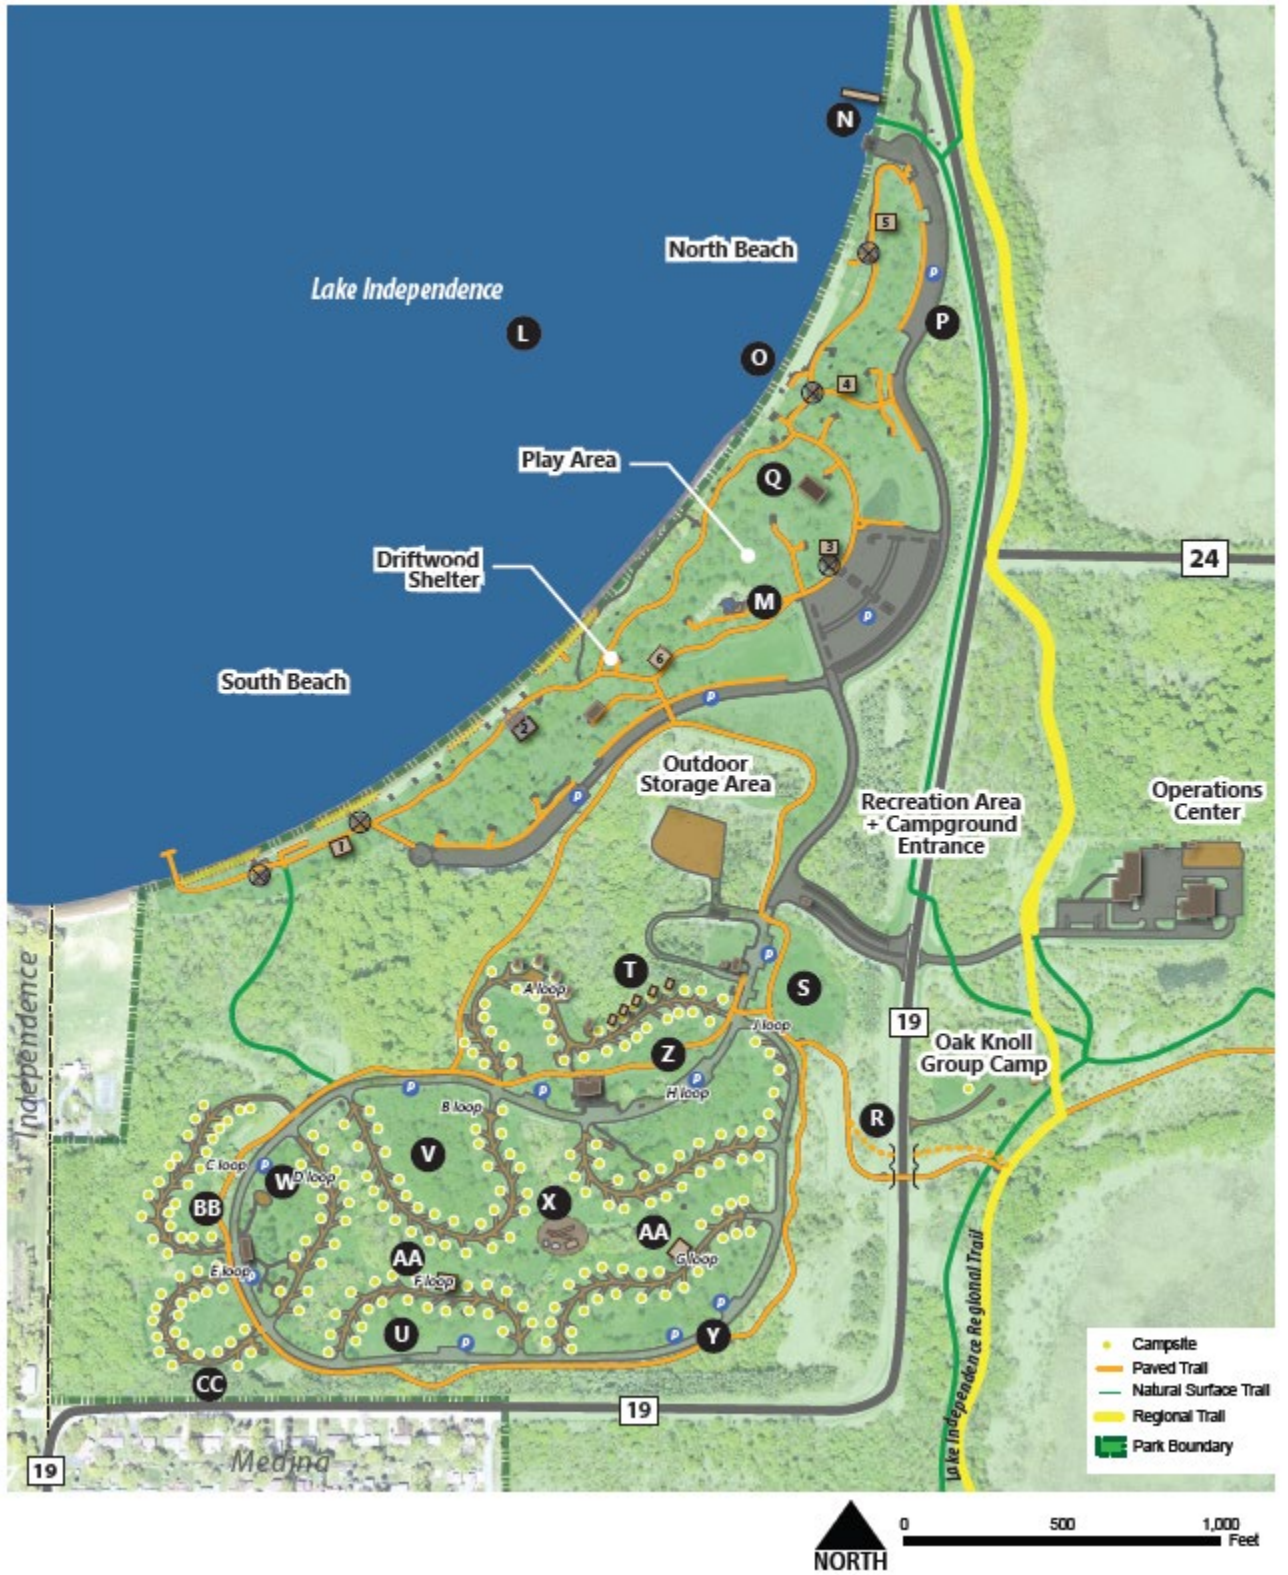 N
5
North Beach
P
Lake Independence
P
L
O
4
Play Area
Q
3
24
Driftwood
Shelter
M
P
6
South Beach
P
2
Outdoor
Storage Area
P
Recreation Area
+ Campground
Entrance
Operations
Center
1
Independence
P
T
A loop
S
19
J loop
Oak Knoll
Group Camp
Z
P
P
P
H loop
B loop
R
V
C loop
P
W
D loop
X
BB
AA
AA
G loop
E loop
P
F loop
P
U
P
P
Y
CC
Lake Independence Regional Trail
Campsite
Paved Trail
Natural Surface Trail
Regional Trail
Park Boundary
19
Medina
19
NORTH
0
500
1,000
Feet